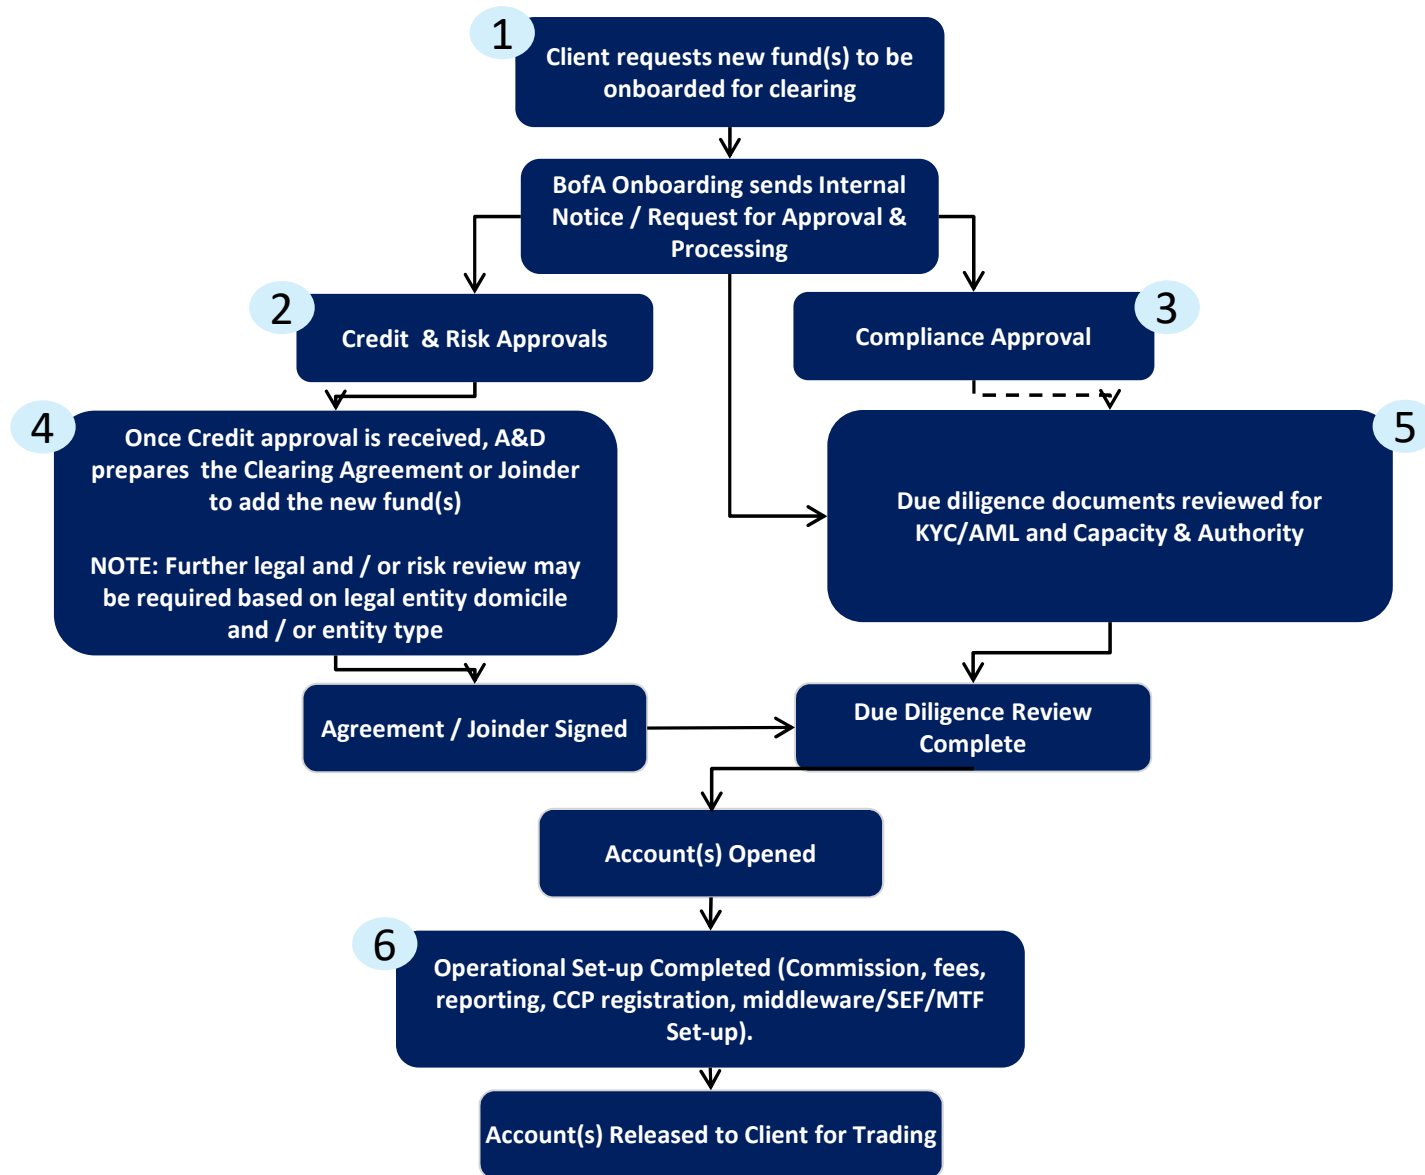 1
Client requests new fund(s) to be
onboarded for clearing
BofA Onboarding sends Internal
Notice / Request for Approval &
Processing
2
Credit & Risk Approvals
3
Compliance Approval
4
Once Credit approval is received, A&D
prepares the Clearing Agreement or Joinder
to add the new fund(s)
NOTE: Further legal and / or risk review may
be required based on legal entity domicile
and / or entity type
5
Due diligence documents reviewed for
KYC/AML and Capacity & Authority
Agreement / Joinder Signed
Due Diligence Review
Complete
Account(s) Opened
6
Operational Set-up Completed (Commission, fees,
reporting, CCP registration, middleware/SEF/MTF
Set-up).
Account(s) Released to Client for Trading